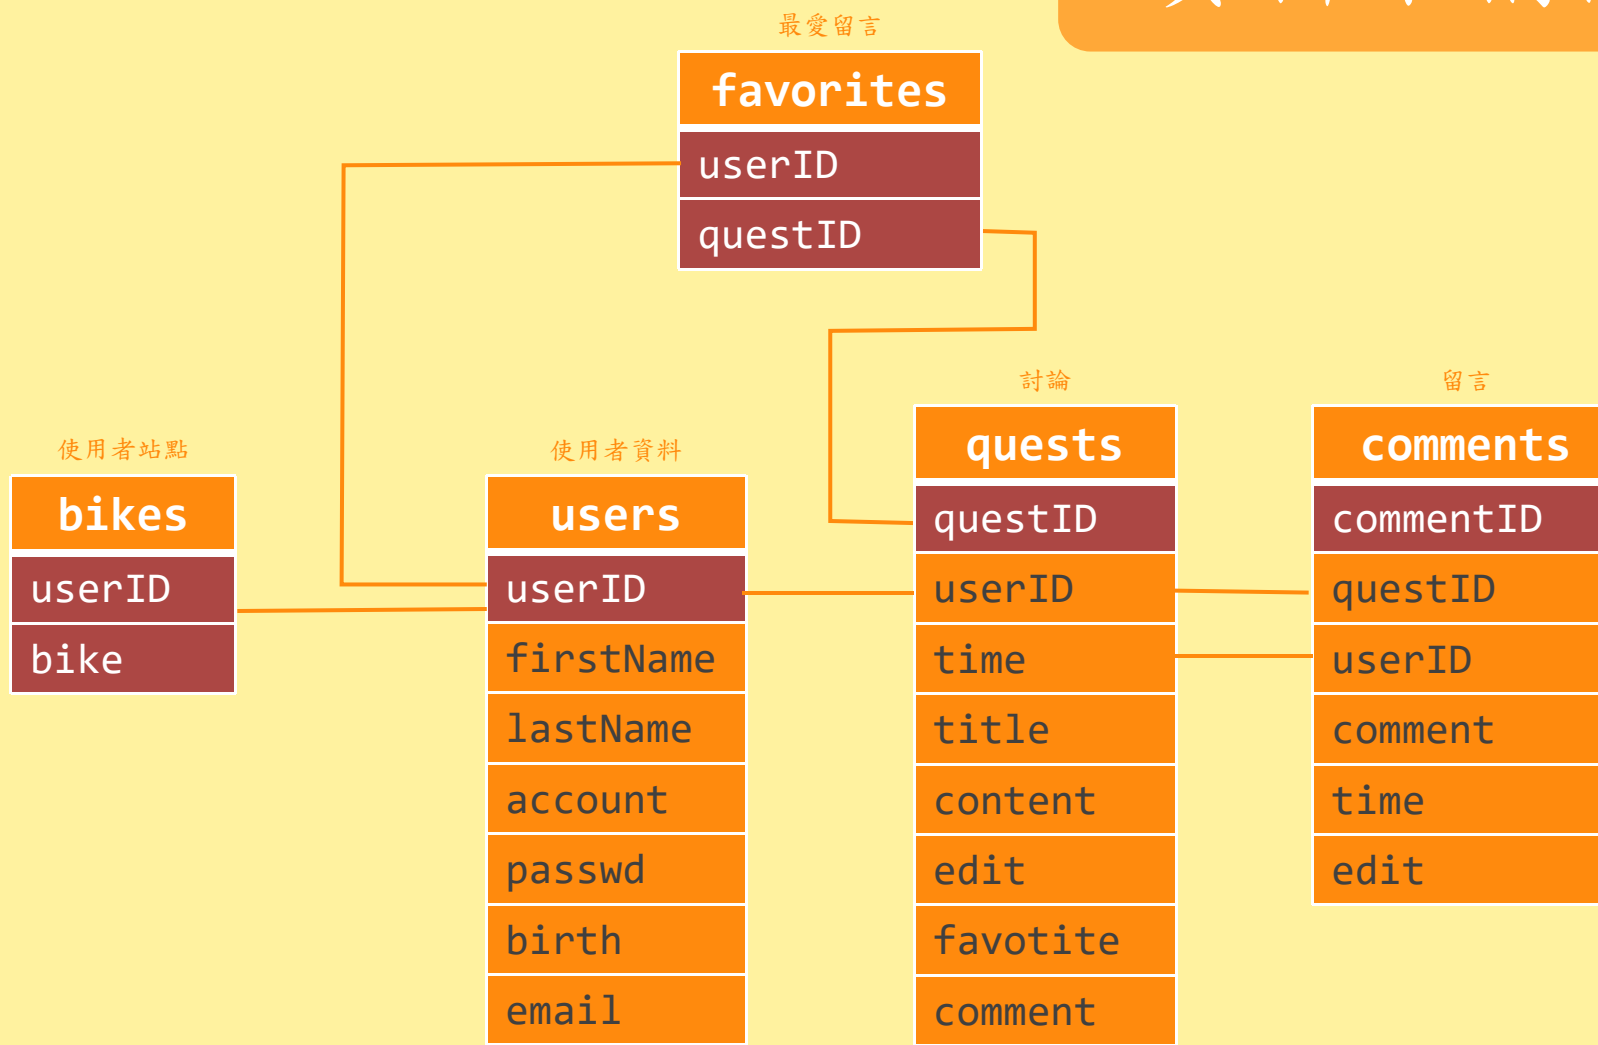 最愛留言
favorites
userID
questID
使用者站點
bikes
userID
bike
使用者資料
users
userID
firstName
lastName
account
passwd
birth
email
討論
quests
questID
userID
time
title
content
edit
favotite
comment
留言
comments
commentID
questID
userID
comment
time
edit